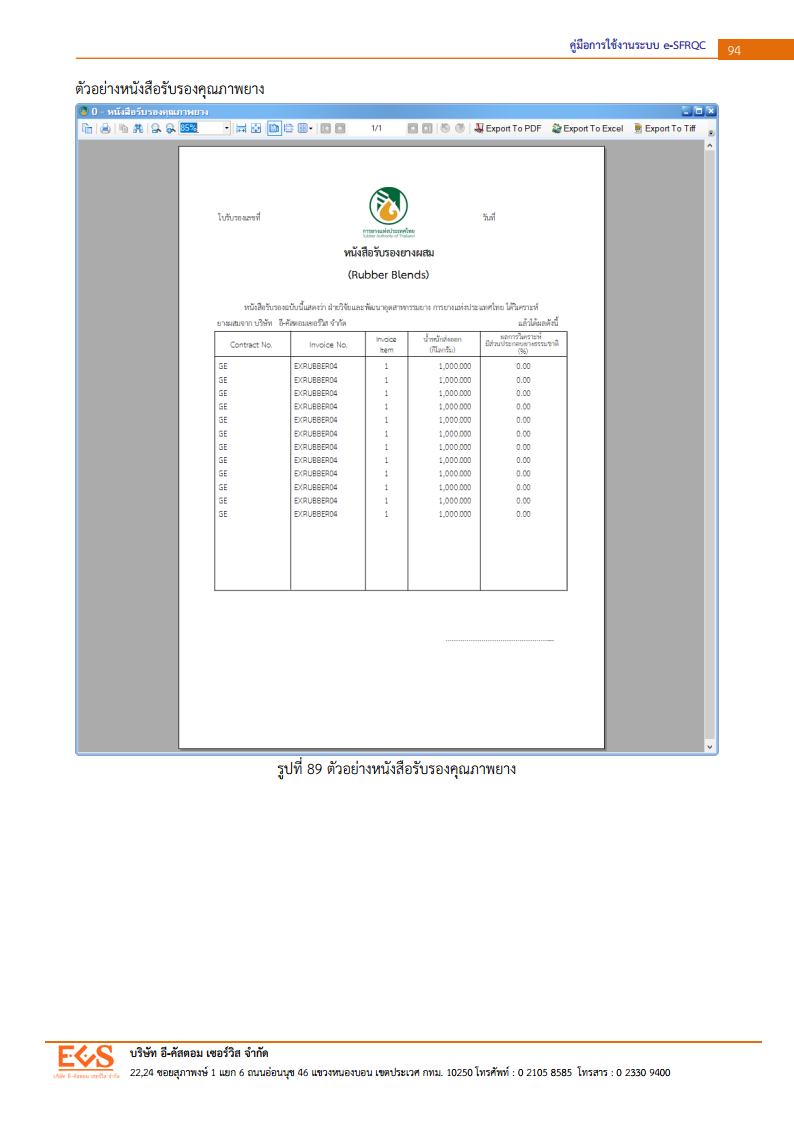 คู่มือการใช้งานระบบ e-SFRQC 94
ตัวอย่างหนังสือรับรองคุณภาพยาง
0 - หนังสือรับรองคุณภาพยาง
85% 1/1 Export To PDF Export To Excel Export To Tiff
การยางแห่งประเทศไทย
Rubber Authority of Thailand
ใบรับรองเลขที่ วันที่
หนังสือรับรองยางผสม
(Rubber Blends)
หนังสือรับรองฉบับนี้แสดงว่า ฝ่ายวิจัยและพัฒนาอุตสาหกรรมยาง การยางแห่งประเทศไทย ได้วิเคราะห์
ยางผสมจาก บริษัท อี-คัสตอมเซอร์วิส จำกัด แล้วได้ผลดังนี้
Contract No. Invoice No. Invoice Item น้ำหนักส่งออก (กิโลกรัม) ผลการวิเคราะห์ มีส่วนประกอบยางธรรมชาติ (%)
GE EXRUBBER04 1 1,000.000 0.00
GE EXRUBBER04 1 1,000.000 0.00
GE EXRUBBER04 1 1,000.000 0.00
GE EXRUBBER04 1 1,000.000 0.00
GE EXRUBBER04 1 1,000.000 0.00
GE EXRUBBER04 1 1,000.000 0.00
GE EXRUBBER04 1 1,000.000 0.00
GE EXRUBBER04 1 1,000.000 0.00
GE EXRUBBER04 1 1,000.000 0.00
GE EXRUBBER04 1 1,000.000 0.00
GE EXRUBBER04 1 1,000.000 0.00
GE EXRUBBER04 1 1,000.000 0.00
รูปที่ 89 ตัวอย่างหนังสือรับรองคุณภาพยาง
ECS
บริษัท อี-คัสตอม เซอร์วิส จำกัด
บริษัท อี-คัสตอม เซอร์วิส จำกัด
22,24 ซอยสุภาพงษ์ 1 แยก 6 ถนนอ่อนนุช 46 แขวงหนองบอน เขตประเวศ กทม. 10250 โทรศัพท์ : 0 2105 8585 โทรสาร : 0 2330 9400